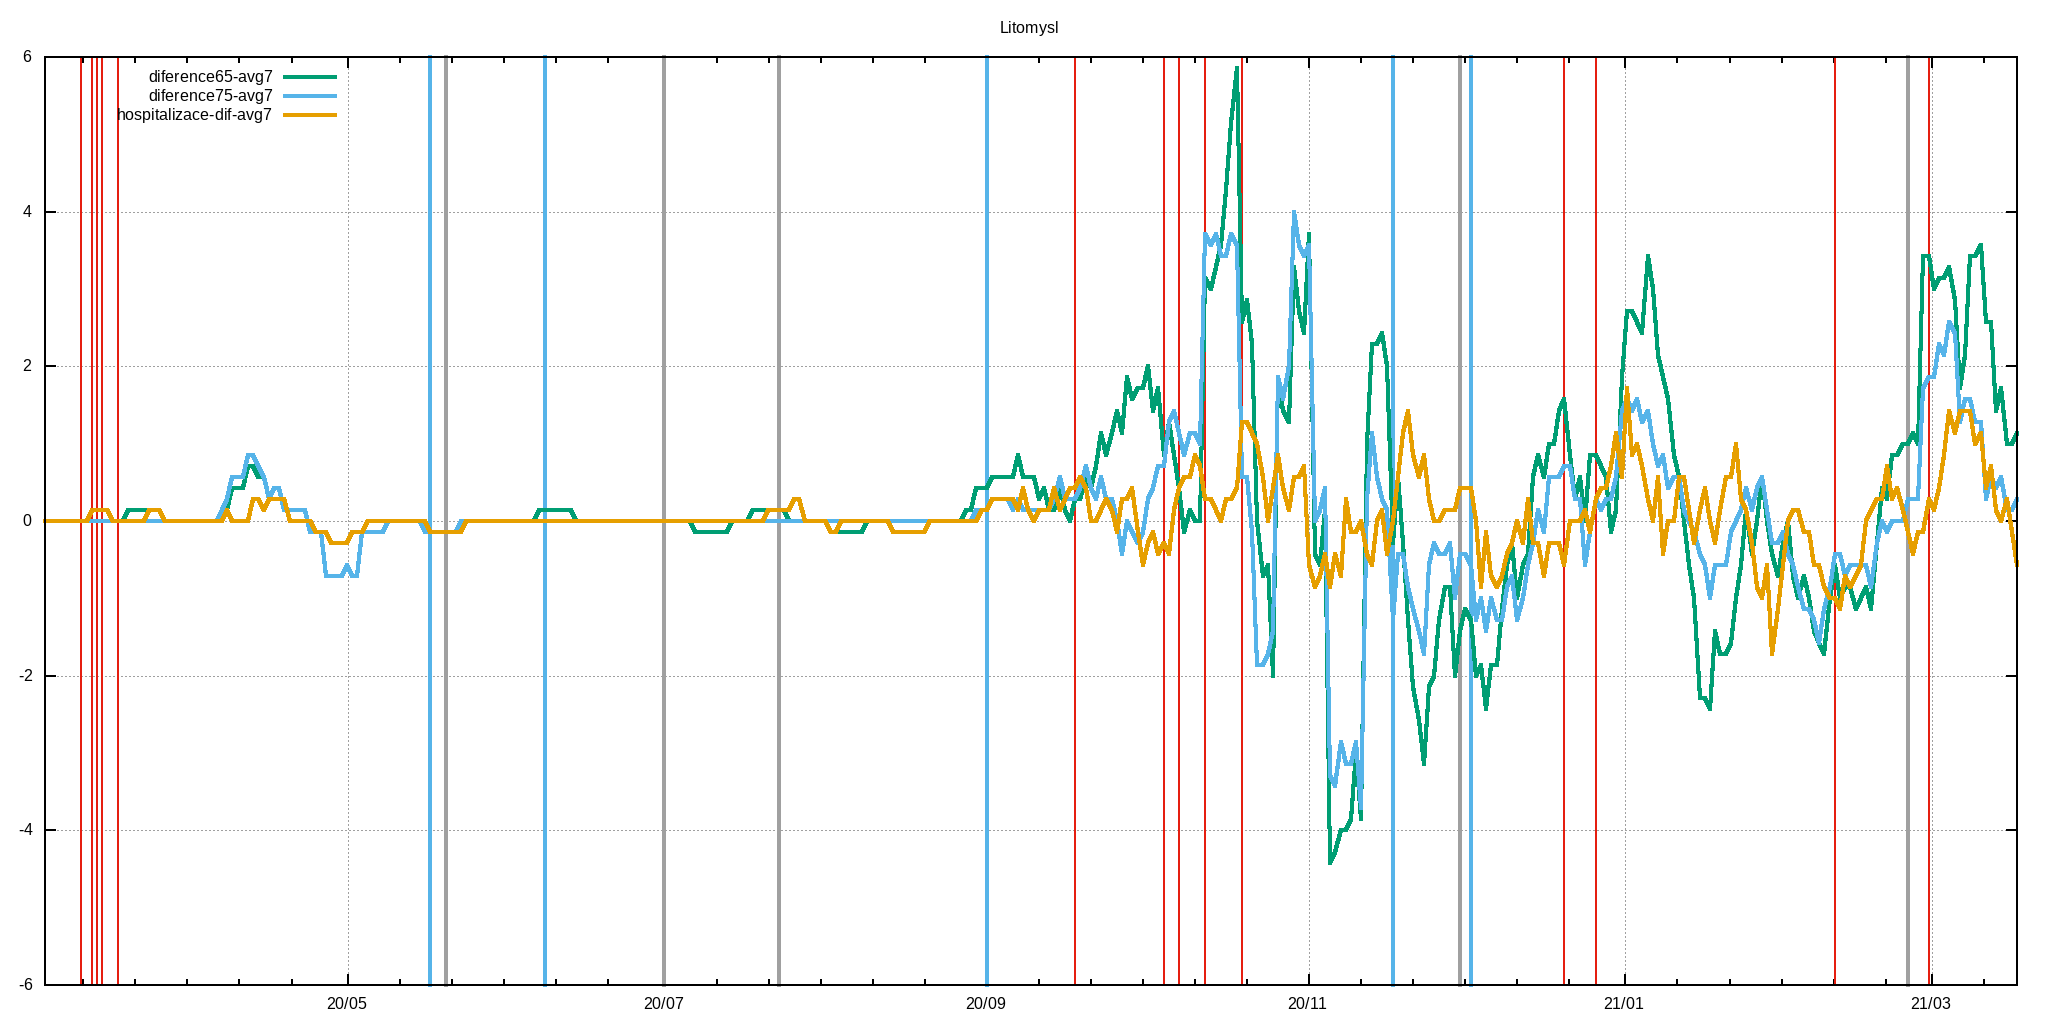 Litomysl
6
diference65-avg7
diference75-avg7
hospitalizace-dif-avg7
4
2
0
-2
-4
-6
20/05 20/07 20/09 20/11 21/01 21/03